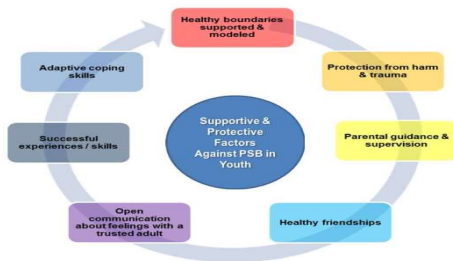 Healthy boundaries
supported &
modeled
Protection from harm
& trauma
Parental guidance &
supervision
Healthy friendships
Open
communication
about feelings with a
trusted adult
Successful
experiences / skills
Adaptive coping
skills
Supportive &
Protective
Factors
Against PSB in
Youth